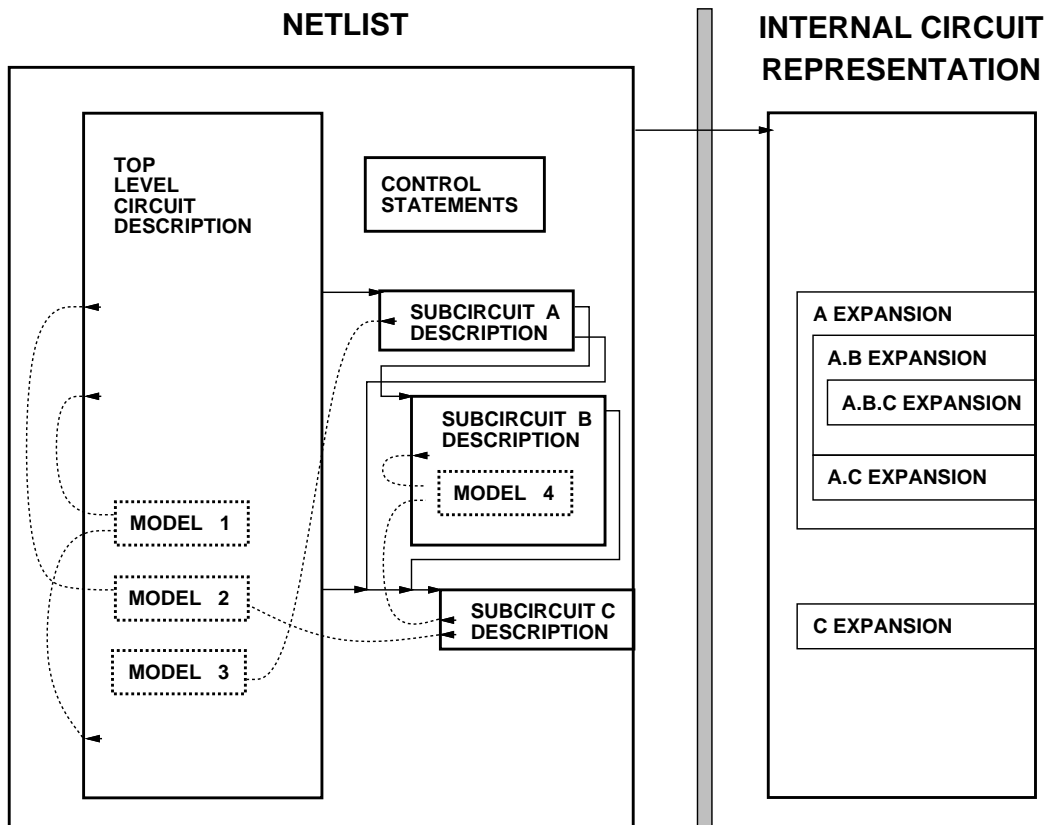 NETLIST
INTERNAL CIRCUIT
REPRESENTATION
TOP
LEVEL
CIRCUIT
DESCRIPTION
CONTROL
STATEMENTS
SUBCIRCUIT A
DESCRIPTION
SUBCIRCUIT B
DESCRIPTION
MODEL 4
MODEL 1
MODEL 2
MODEL 3
SUBCIRCUIT C
DESCRIPTION
A EXPANSION
A.B EXPANSION
A.B.C EXPANSION
A.C EXPANSION
C EXPANSION